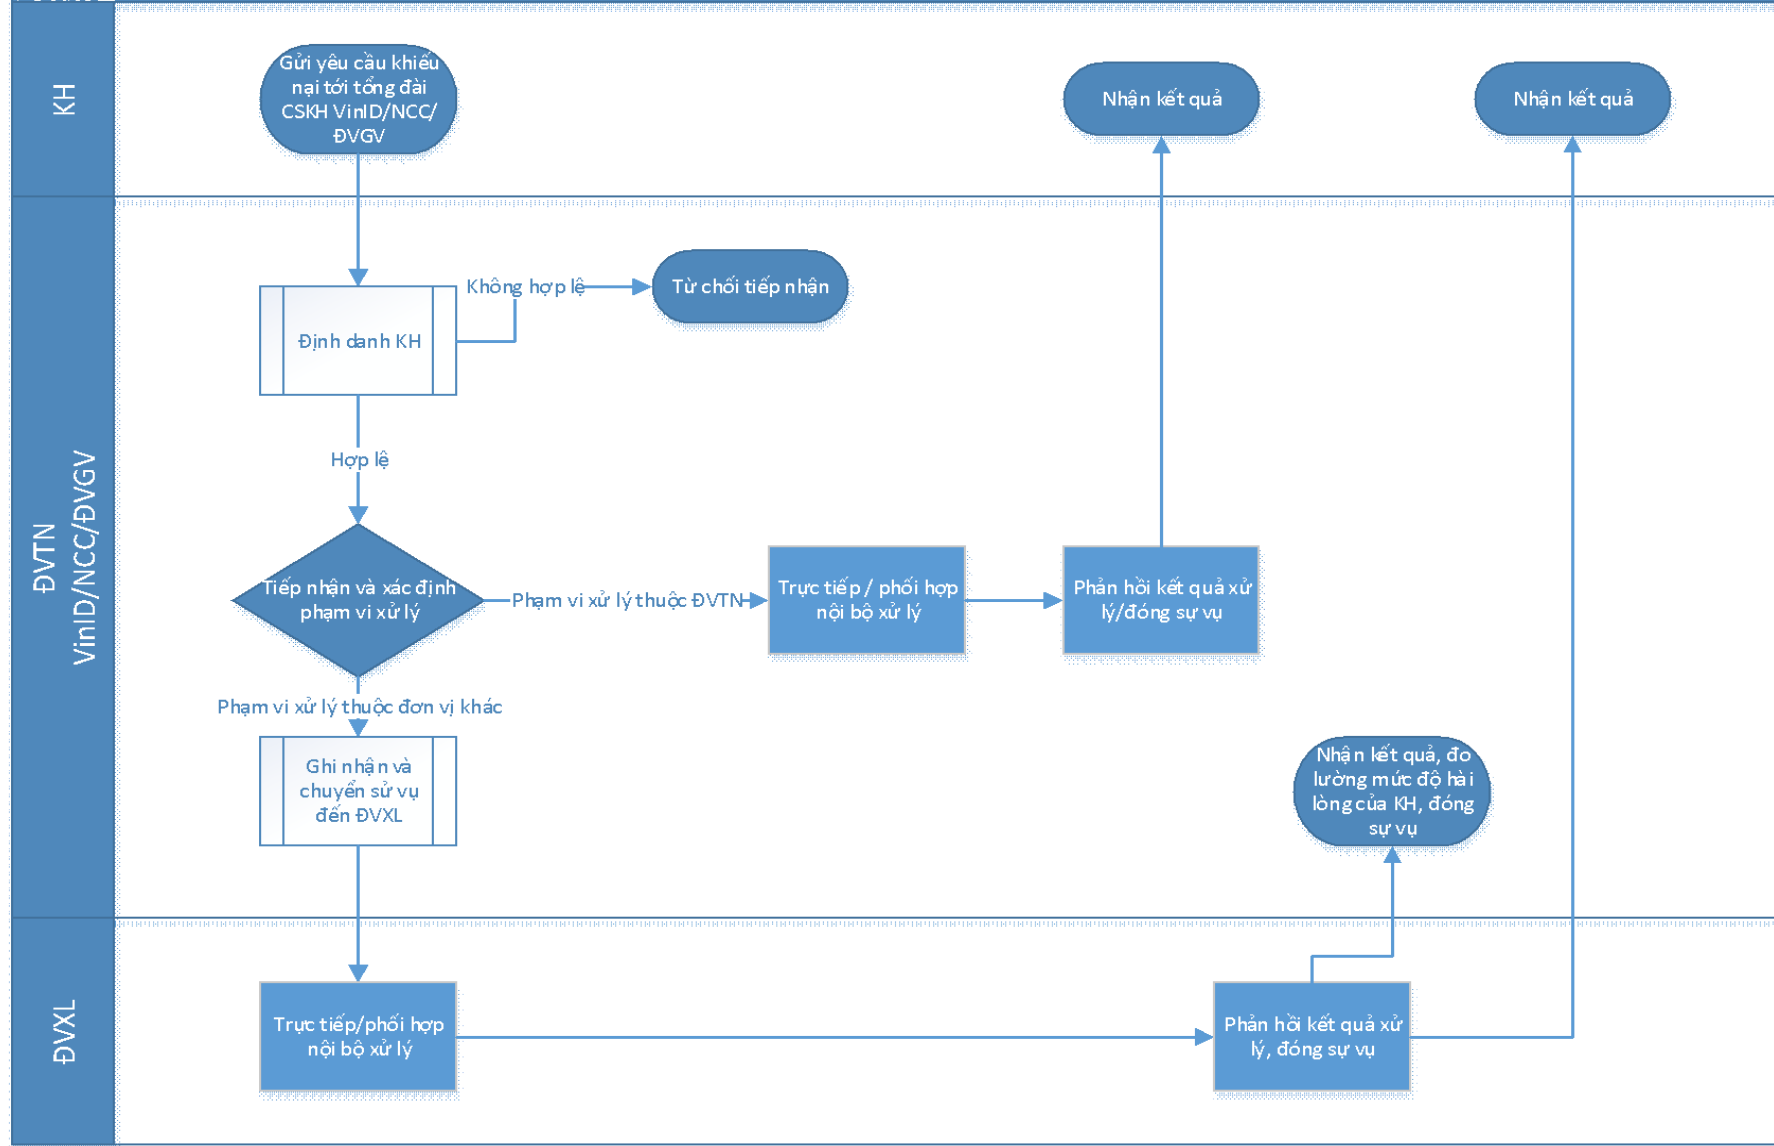 KH
Gửi yêu cầu khiếu
nại tới tổng đài
CSKH VinID/NCC/
ĐVGV
Nhận kết quả
Nhận kết quả
ĐVTN
VinID/NCC/ĐVGV
Không hợp lệ
Từ chối tiếp nhận
Định danh KH
Hợp lệ
Tiếp nhận và xác định
phạm vi xử lý
Phạm vi xử lý thuộc ĐVTN
Trực tiếp / phối hợp
nội bộ xử lý
Phản hồi kết quả xử
lý/đóng sự vụ
Phạm vi xử lý thuộc đơn vị khác
Ghi nhận và
chuyển sử vụ
đến ĐVXL
Nhận kết quả, đo
lường mức độ hài
lòng của KH, đóng
sự vụ
ĐVXL
Trực tiếp/phối hợp
nội bộ xử lý
Phản hồi kết quả xử
lý, đóng sự vụ